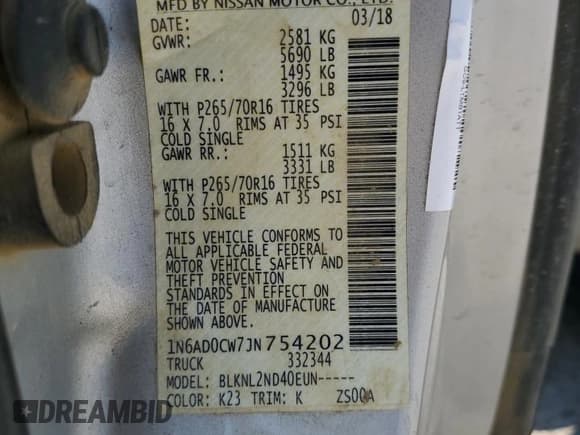 MFD BY NISSAN MOTOR CO., LTD.
DATE: 03/18
GVWR: 2581 KG
5690 LB
GAWR FR.: 1495 KG
3296 LB
WITH P265/70R16 TIRES
16 X 7.0 RIMS AT 35 PSI
COLD SINGLE
GAWR RR.: 1511 KG
3331 LB
WITH P265/70R16 TIRES
16 X 7.0 RIMS AT 35 PSI
COLD SINGLE
THIS VEHICLE CONFORMS TO
ALL APPLICABLE FEDERAL
MOTOR VEHICLE SAFETY AND
THEFT PREVENTION
STANDARDS IN EFFECT ON
THE DATE OF MANUFACTURE
SHOWN ABOVE.
1N6AD0CW7JN754202
TRUCK 332344
MODEL: BLKNL2ND40EUN-----
COLOR: K23 TRIM: K ZS00A
DREAMBID